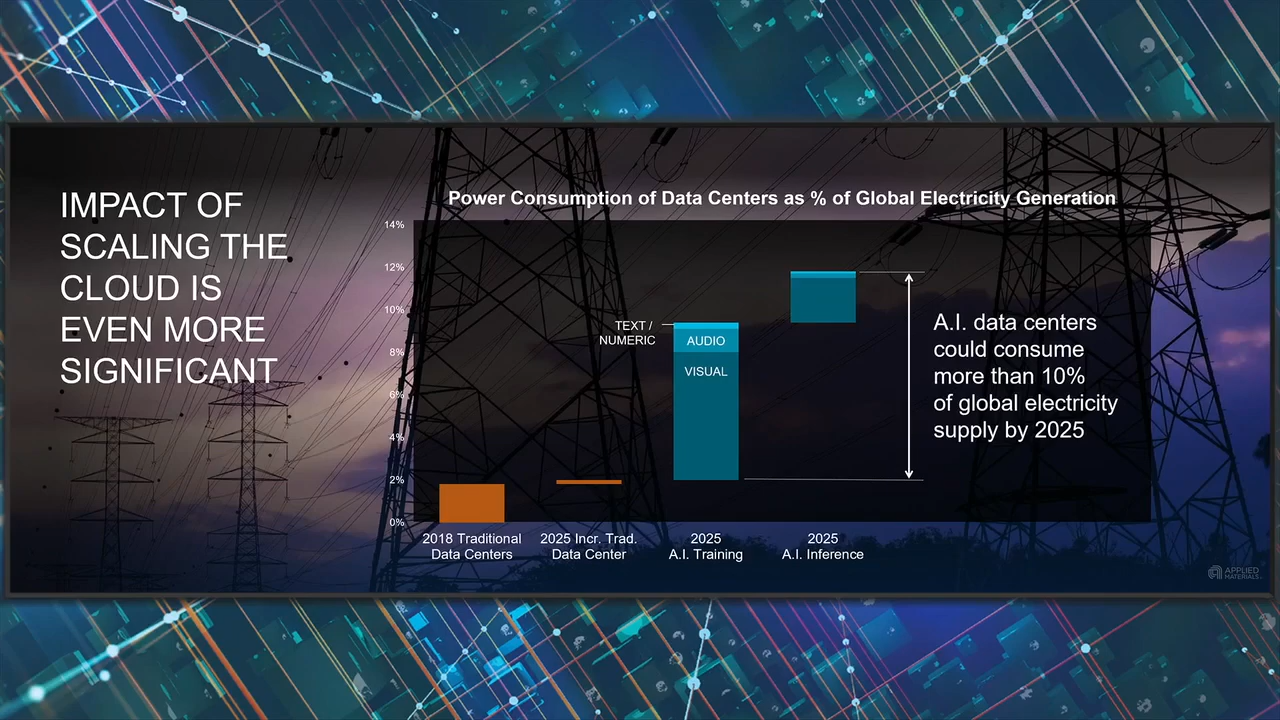 IMPACT OF
SCALING THE
CLOUD IS
EVEN MORE
SIGNIFICANT
Power Consumption of Data Centers as % of Global Electricity Generation
14%
12%
10%
8%
6%
4%
2%
0%
TEXT /
NUMERIC
AUDIO
VISUAL
A.I. data centers
could consume
more than 10%
of global electricity
supply by 2025
2018 Traditional
Data Centers
2025 Incr. Trad.
Data Center
2025
A.I. Training
2025
A.I. Inference
APPLIED
MATERIALS